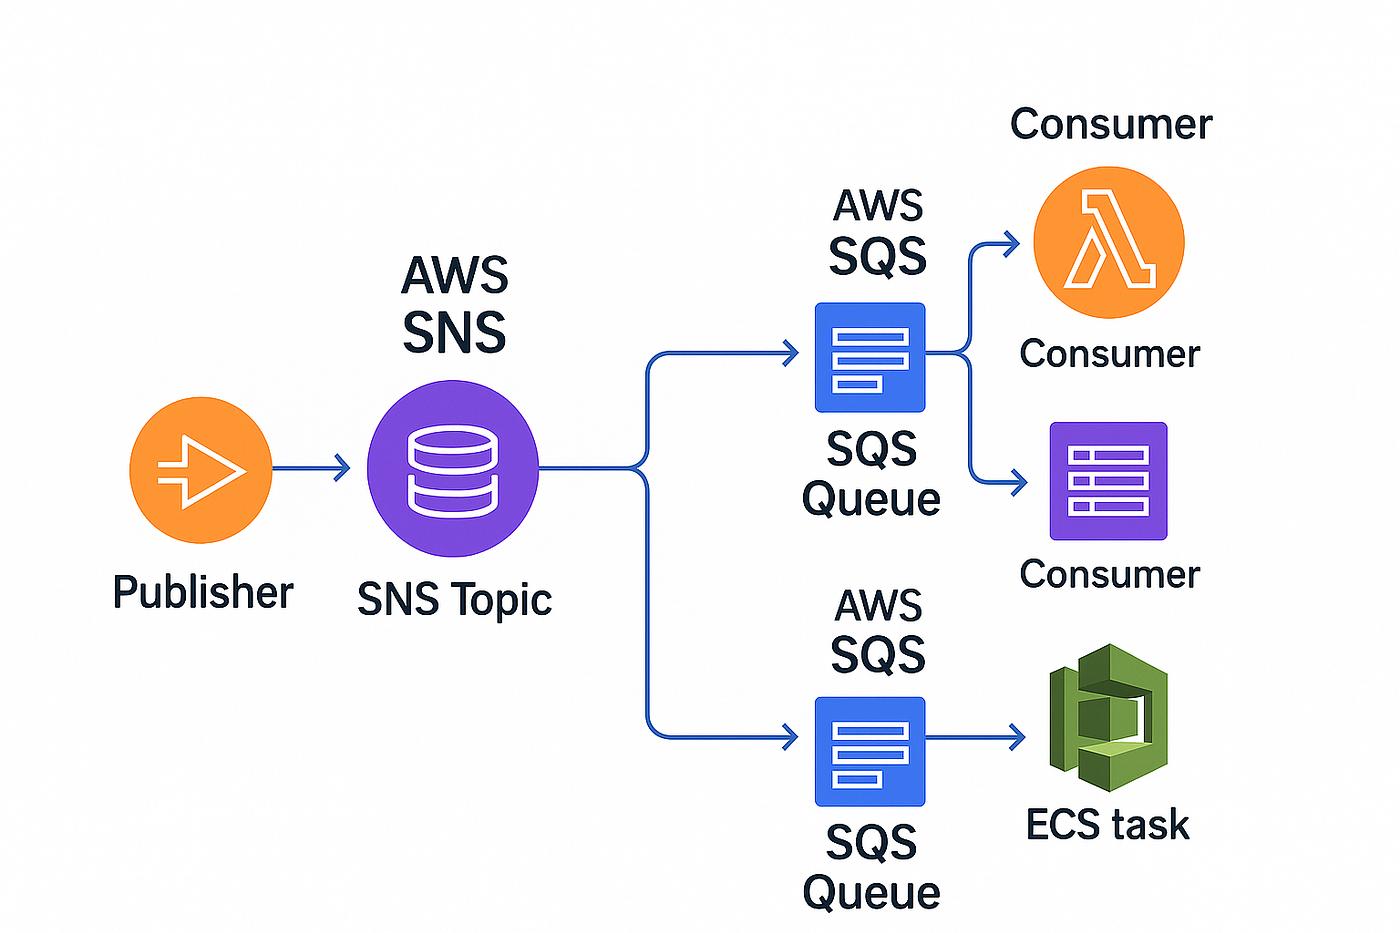 Publisher
AWS
SNS
SNS Topic
AWS
SQS
SQS
Queue
Consumer
Consumer
Consumer
AWS
SQS
SQS
Queue
ECS task